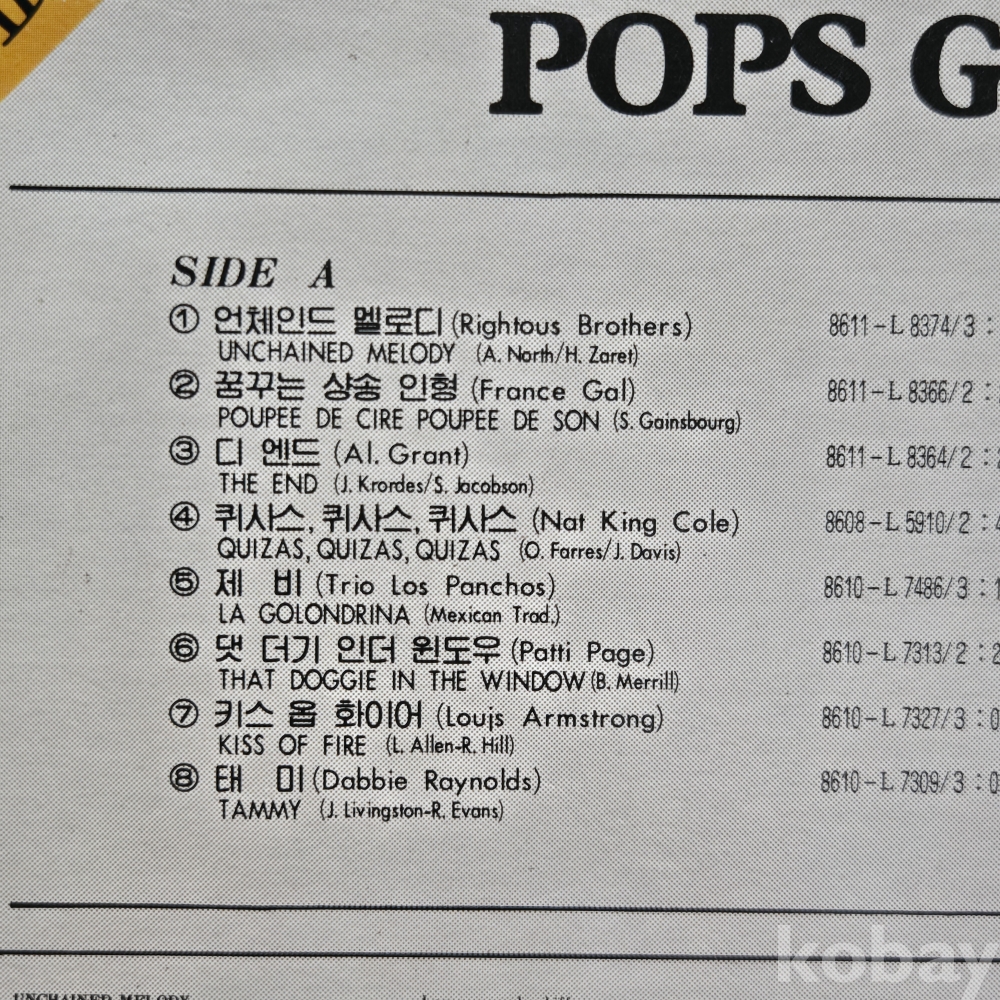 POPS G
SIDE A
① 언체인드 멜로디 (Rightous Brothers) 8611-L 8374/3 :
UNCHAINED MELODY (A. North/H. Zaret)
② 꿈꾸는 샹송 인형 (France Gal) 8611-L 8366/2 :
POUPEE DE CIRE POUPEE DE SON (S. Gainsbourg)
③ 디 엔드 (Al. Grant) 8611-L 8364/2 :
THE END (J. Krordes/S. Jacobson)
④ 퀴사스, 퀴사스, 퀴사스 (Nat King Cole) 8608-L 5910/2 :
QUIZAS, QUIZAS, QUIZAS (O. Farres/J. Davis)
⑤ 제 비 (Trio Los Panchos) 8610-L 7486/3 : 1
LA GOLONDRINA (Mexican Trad.)
⑥ 댓 더기 인더 윈도우 (Patti Page) 8610-L 7313/2 : 2
THAT DOGGIE IN THE WINDOW (B. Merrill)
⑦ 키스 옵 화이어 (Louis Armstrong) 8610-L 7327/3 : 0
KISS OF FIRE (L. Allen-R. Hill)
⑧ 태 미 (Dabbie Raynolds) 8610-L 7309/3 : 0
TAMMY (J. Livingston-R. Evans)
kobay
UNCHAINED MELODY